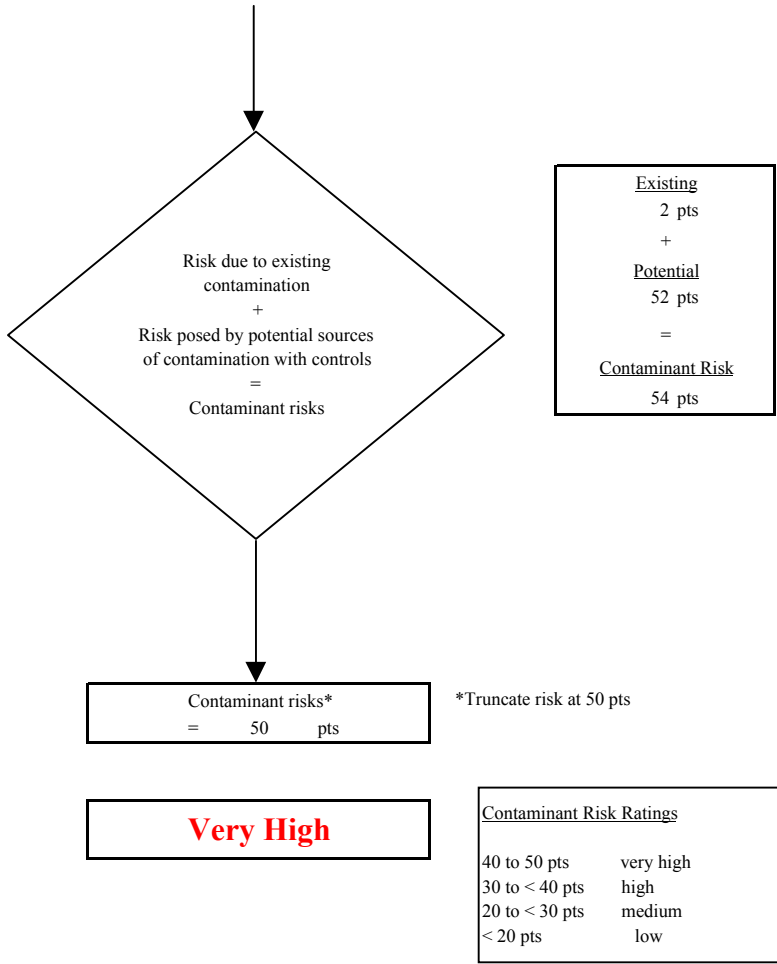 Risk due to existing
contamination
+
Risk posed by potential sources
of contamination with controls
=
Contaminant risks
Existing
2 pts
+
Potential
52 pts
=
Contaminant Risk
54 pts
Contaminant risks*
= 50 pts
*Truncate risk at 50 pts
Very High
Contaminant Risk Ratings
40 to 50 pts very high
30 to < 40 pts high
20 to < 30 pts medium
< 20 pts low